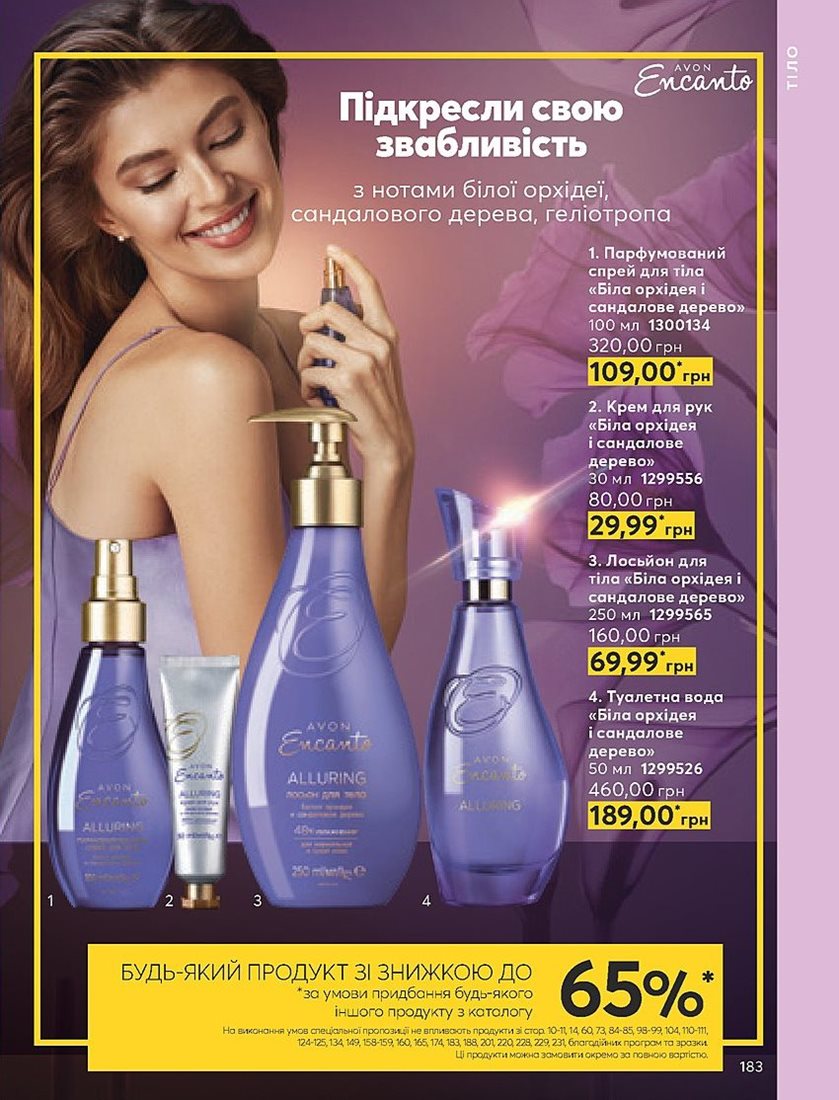 ТІЛО
AVON
Encanto
Підкресли свою
звабливість
з нотами білої орхідеї,
сандалового дерева, геліотропа
1. Парфумований
спрей для тіла
«Біла орхідея і
сандалове дерево»
100 мл 1300134
320,00 грн
109,00* грн
2. Крем для рук
«Біла орхідея
і сандалове
дерево»
30 мл 1299556
80,00 грн
29,99* грн
3. Лосьйон для
тіла «Біла орхідея і
сандалове дерево»
250 мл 1299565
160,00 грн
69,99* грн
4. Туалетна вода
«Біла орхідея
і сандалове
дерево»
50 мл 1299526
460,00 грн
189,00* грн
AVON
Encanto
ALLURING
1
AVON
Encanto
ALLURING
2
AVON
Encanto
ALLURING
ЛОСЬОН ДЛЯ ТЕЛА
48ч
250 ml/мл/8fl.oz. e
3
AVON
Encanto
ALLURING
4
БУДЬ-ЯКИЙ ПРОДУКТ ЗІ ЗНИЖКОЮ ДО
65%*
*за умови придбання будь-якого
іншого продукту з каталогу
На виконання умов спеціальної пропозиції не впливають продукти зі стор. 10-11, 14, 60, 73, 84-85, 98-99, 104, 110-111,
124-125, 134, 149, 158-159, 160, 165, 174, 183, 188, 201, 220, 228, 229, 231, благодійних програм та зразки.
Ці продукти можна замовити окремо за повною вартістю.
183